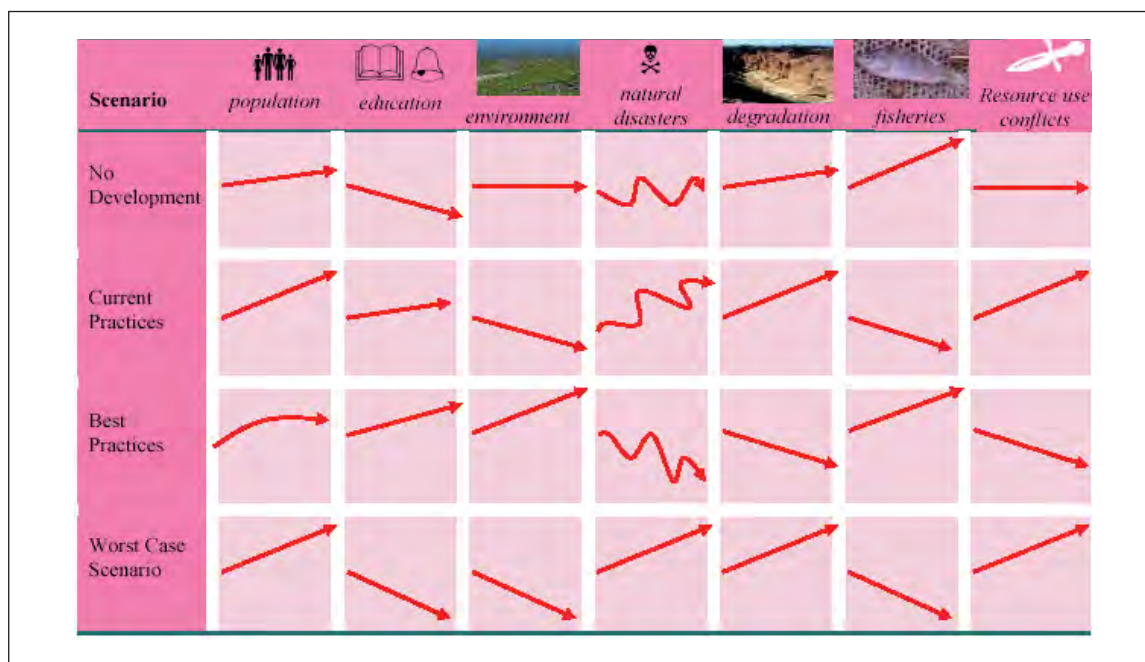 Scenario
population
education
environment
natural
disasters
degradation
fisheries
Resource use
conflicts
No
Development
Current
Practices
Best
Practices
Worst Case
Scenario